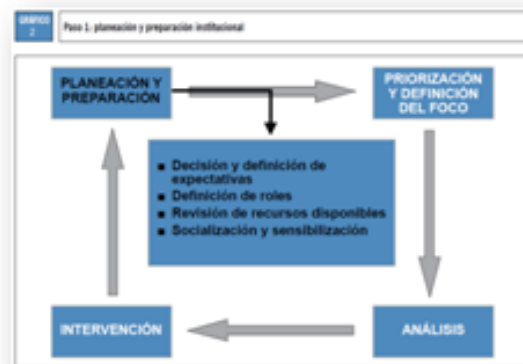 GRÁFICO
2
Paso 1: planeación y preparación institucional
PLANEACIÓN Y
PREPARACIÓN
PRIORIZACIÓN
Y DEFINICIÓN
DEL FOCO
■ Decisión y definición de
expectativas
■ Definición de roles
■ Revisión de recursos disponibles
■ Socialización y sensibilización
INTERVENCIÓN
ANÁLISIS